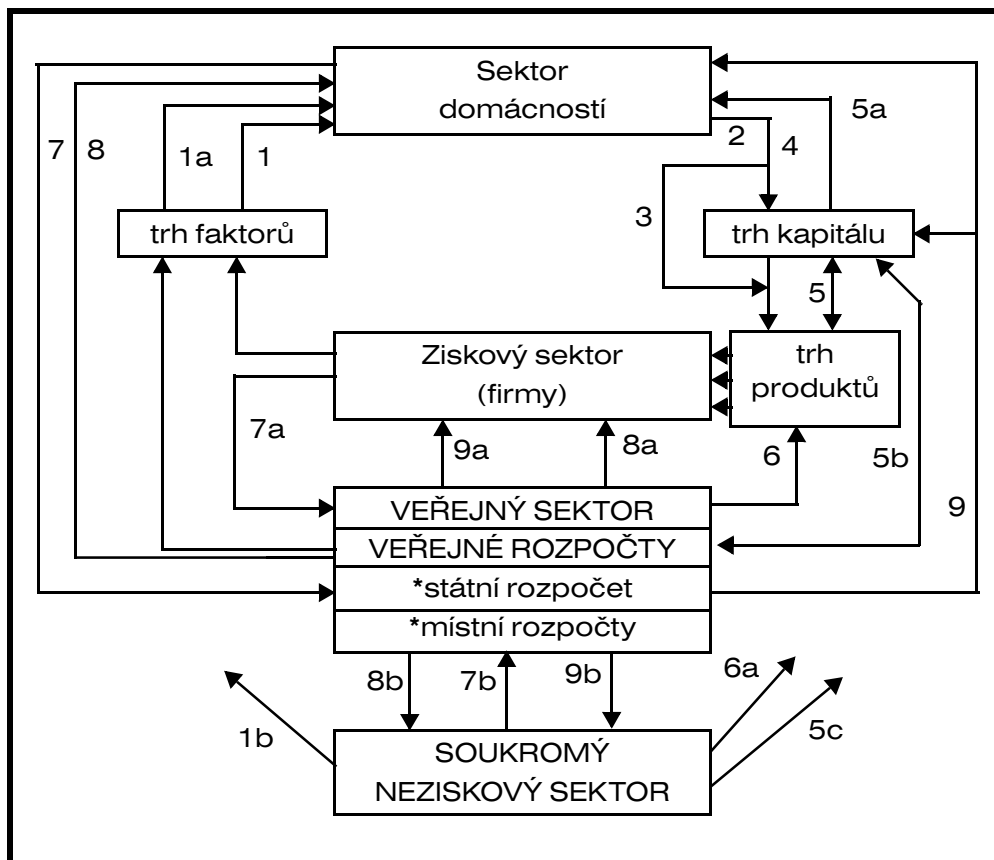 Sektor
domácností
7
8
1a
1
2
4
5a
3
trh faktorů
trh kapitálu
5
Ziskový sektor
(firmy)
trh
produktů
7a
9a
8a
6
5b
9
VEŘEJNÝ SEKTOR
VEŘEJNÉ ROZPOČTY
*státní rozpočet
*místní rozpočty
8b
7b
9b
6a
1b
5c
SOUKROMÝ
NEZISKOVÝ SEKTOR